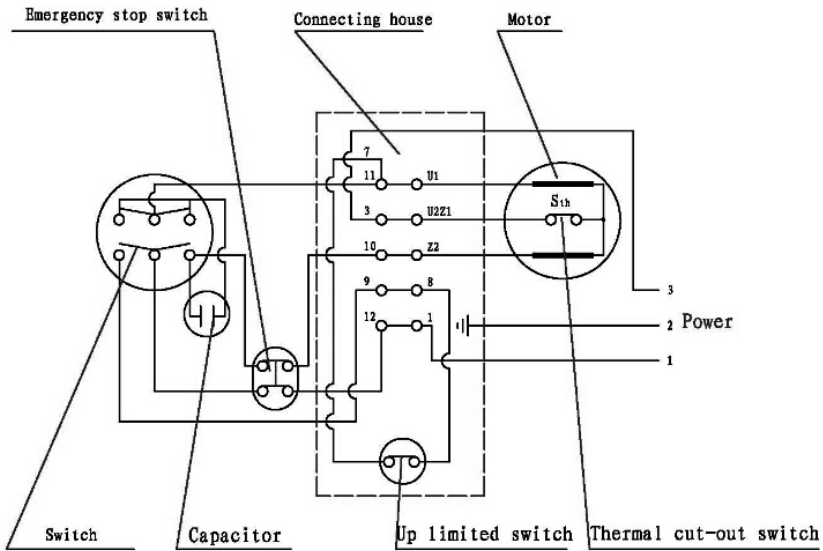 Emergency stop switch
Connecting house
Motor
7
11
U1
Sth
3
U2Z1
10
Z2
9
8
3
12
1
2
Power
1
Switch
Capacitor
Up limited switch
Thermal cut-out switch